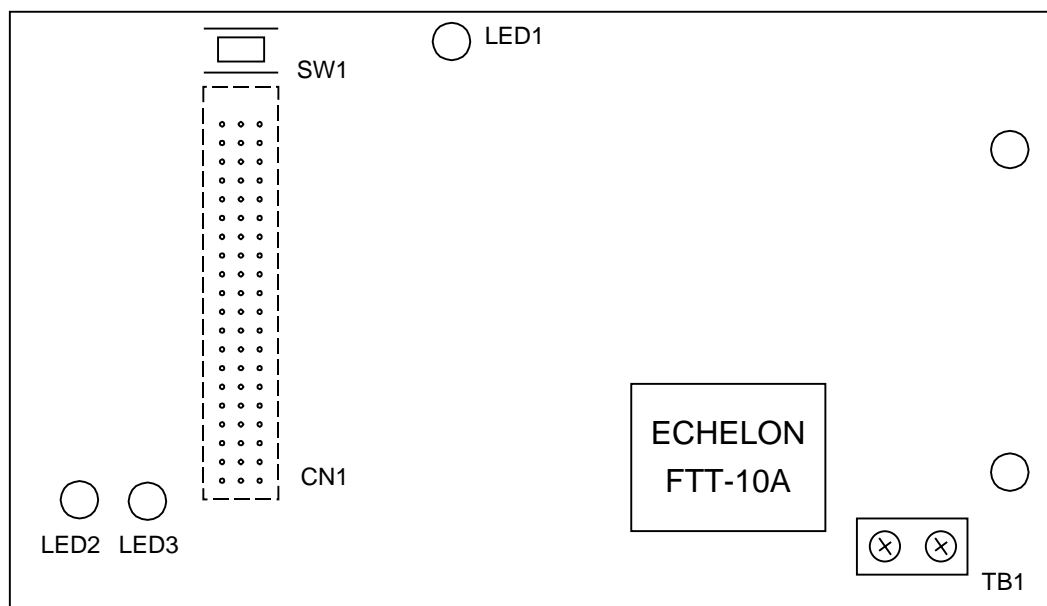 LED1
SW1
ECHELON
FTT-10A
CN1
LED2 LED3
TB1